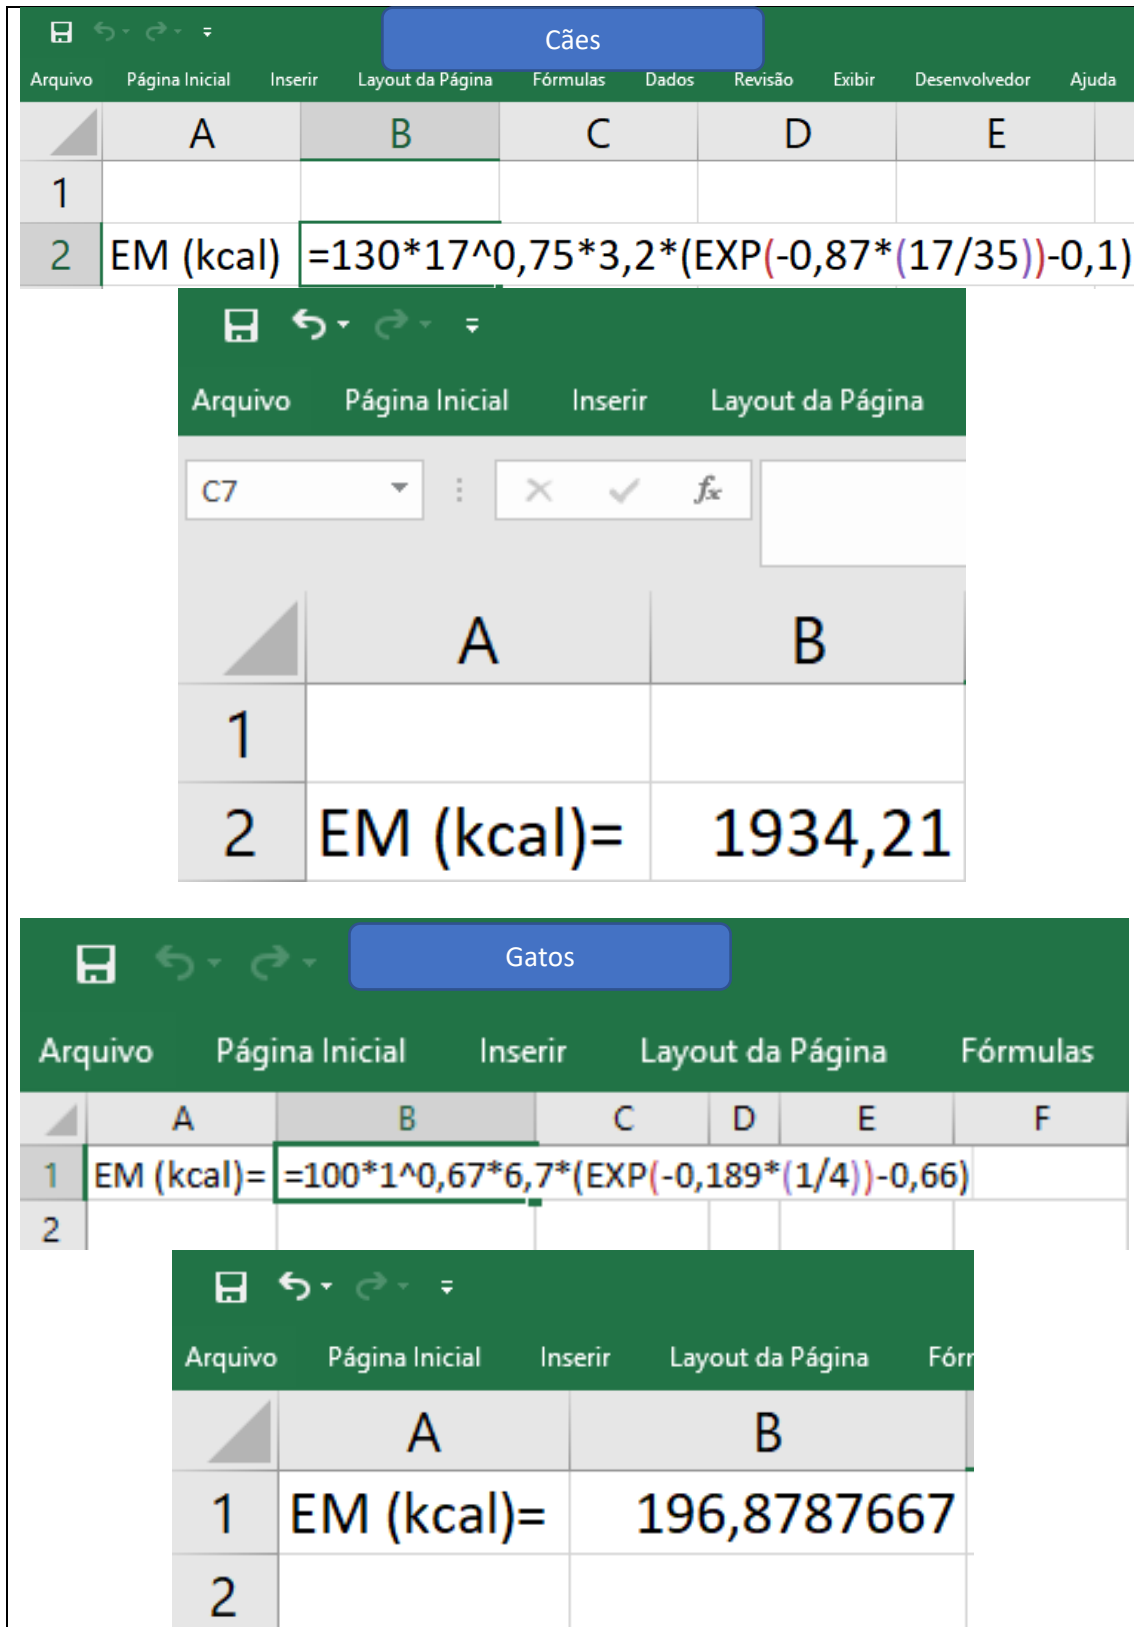 Cães
Arquivo Página Inicial Inserir Layout da Página Fórmulas Dados Revisão Exibir Desenvolvedor Ajuda
A B C D E
1
2 EM (kcal) =130*17^0,75*3,2*(EXP(-0,87*(17/35))-0,1)
Arquivo Página Inicial Inserir Layout da Página
C7 fx
A B
1
2 EM (kcal)= 1934,21
Gatos
Arquivo Página Inicial Inserir Layout da Página Fórmulas
A B C D E F
1 EM (kcal)= =100*1^0,67*6,7*(EXP(-0,189*(1/4))-0,66)
2
Arquivo Página Inicial Inserir Layout da Página Fórr
A B
1 EM (kcal)= 196,8787667
2